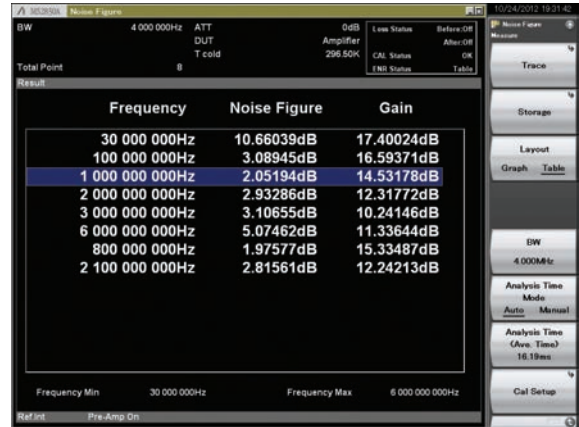 MS2830A Noise Figure
10/24/2012 19:31:42
BW 4 000 000Hz ATT 0dB
DUT Amplifier
T cold 296.50K
Total Point 8
Loss Status Before:Off
After:Off
CAL Status OK
ENR Status Table
Result
Frequency Noise Figure Gain
30 000 000Hz 10.66039dB 17.40024dB
100 000 000Hz 3.08945dB 16.59371dB
1 000 000 000Hz 2.05194dB 14.53178dB
2 000 000 000Hz 2.93286dB 12.31772dB
3 000 000 000Hz 3.10655dB 10.24146dB
6 000 000 000Hz 5.07462dB 11.33644dB
800 000 000Hz 1.97577dB 15.33487dB
2 100 000 000Hz 2.81561dB 12.24213dB
Frequency Min 30 000 000Hz Frequency Max 6 000 000 000Hz
Ref.Int Pre-Amp On
Noise Figure
Measure
Trace
Storage
Layout
Graph Table
BW
4.000MHz
Analysis Time
Mode
Auto Manual
Analysis Time
(Ave. Time)
16.19ms
Cal Setup